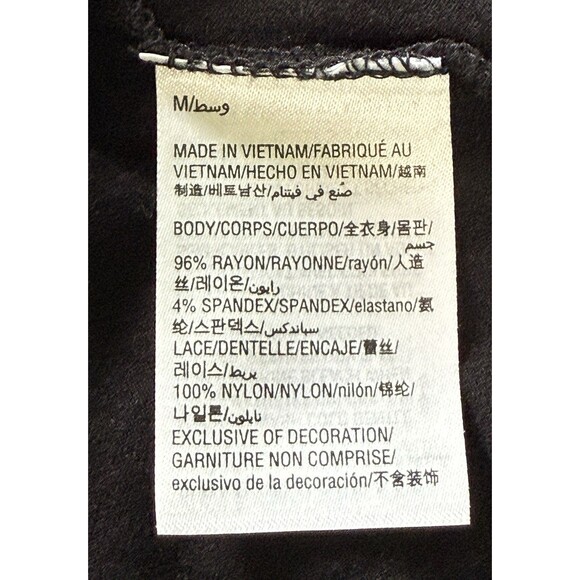 M/وسط
MADE IN VIETNAM/FABRIQUÉ AU
VIETNAM/HECHO EN VIETNAM/越南
制造/베트남산/صُنع في فيتنام
BODY/CORPS/CUERPO/全衣身/몸판/
جسم
96% RAYON/RAYONNE/rayón/人造
丝/레이온/رايون
4% SPANDEX/SPANDEX/elastano/氨
纶/스판덱스/سباندكس
LACE/DENTELLE/ENCAJE/蕾丝/
레이스/شريط
100% NYLON/NYLON/nilón/锦纶/
나일론/نايلون
EXCLUSIVE OF DECORATION/
GARNITURE NON COMPRISE/
exclusivo de la decoración/不含装饰